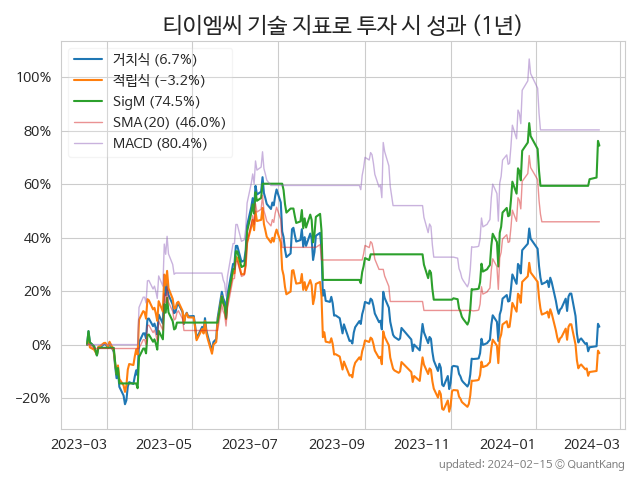 티이엠씨 기술 지표로 투자 시 성과 (1년)
거치식 (6.7%)
적립식 (−3.2%)
SigM (74.5%)
SMA(20) (46.0%)
MACD (80.4%)
100%
80%
60%
40%
20%
0%
−20%
2023-03 2023-05 2023-07 2023-09 2023-11 2024-01 2024-03
updated: 2024-02-15 © QuantKang